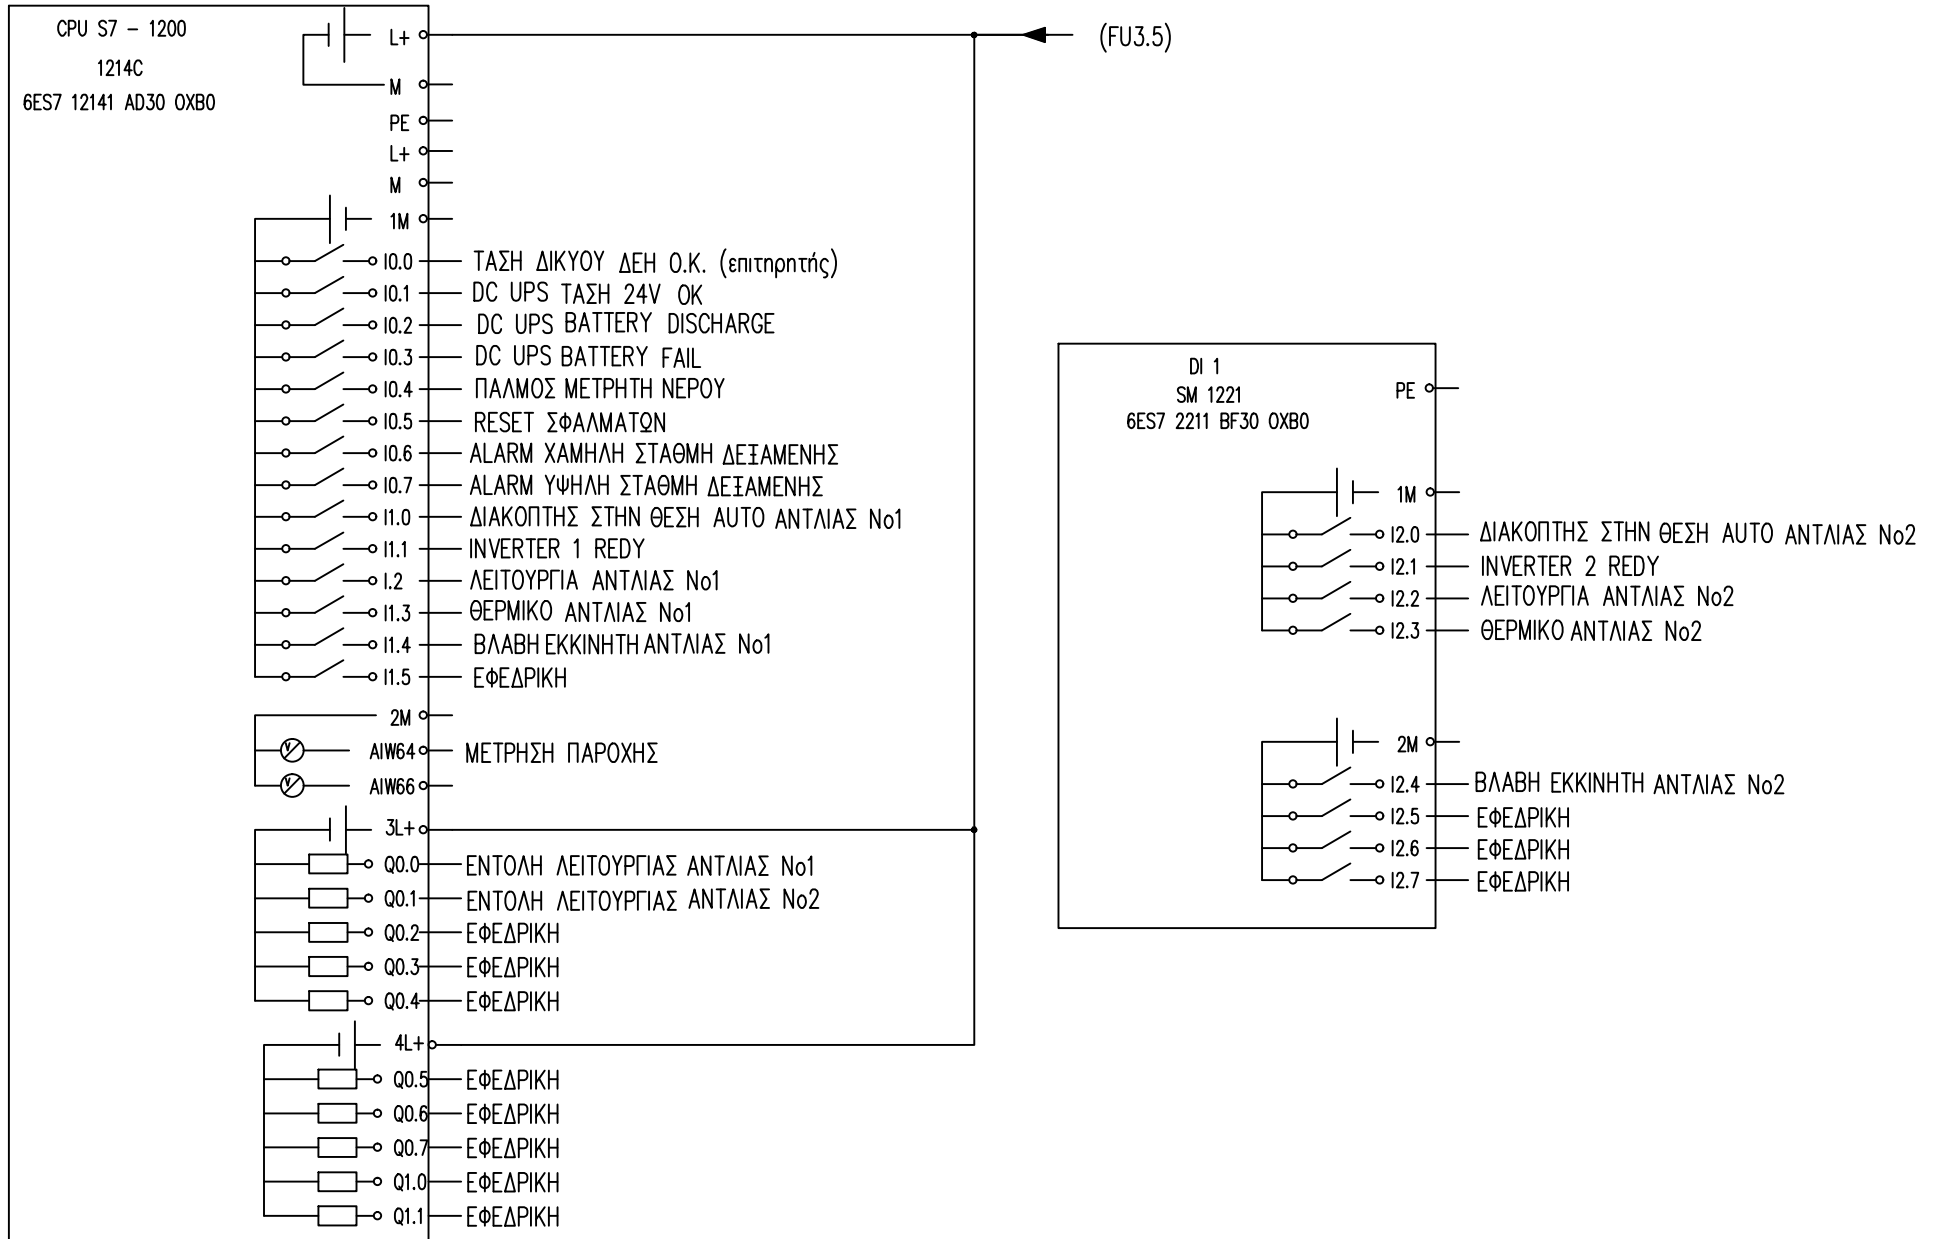 CPU S7 – 1200
1214C
6ES7 12141 AD30 0XB0
L+
(FU3.5)
M
PE
L+
M
1M
I0.0 ΤΑΣΗ ΔΙΚΥΟΥ ΔΕΗ Ο.Κ. (επιτηρητής)
I0.1 DC UPS ΤΑΣΗ 24V OK
I0.2 DC UPS BATTERY DISCHARGE
I0.3 DC UPS BATTERY FAIL
I0.4 ΠΑΛΜΟΣ ΜΕΤΡΗΤΗ ΝΕΡΟΥ
I0.5 RESET ΣΦΑΛΜΑΤΩΝ
I0.6 ALARM ΧΑΜΗΛΗ ΣΤΑΘΜΗ ΔΕΞΑΜΕΝΗΣ
I0.7 ALARM ΥΨΗΛΗ ΣΤΑΘΜΗ ΔΕΞΑΜΕΝΗΣ
I1.0 ΔΙΑΚΟΠΤΗΣ ΣΤΗΝ ΘΕΣΗ AUTO ΑΝΤΛΙΑΣ No1
I1.1 INVERTER 1 REDY
I.2 ΛΕΙΤΟΥΡΓΙΑ ΑΝΤΛΙΑΣ No1
I1.3 ΘΕΡΜΙΚΟ ΑΝΤΛΙΑΣ No1
I1.4 ΒΛΑΒΗ ΕΚΚΙΝΗΤΗ ΑΝΤΛΙΑΣ No1
I1.5 ΕΦΕΔΡΙΚΗ
2M
AIW64 ΜΕΤΡΗΣΗ ΠΑΡΟΧΗΣ
AIW66
3L+
Q0.0 ΕΝΤΟΛΗ ΛΕΙΤΟΥΡΓΙΑΣ ΑΝΤΛΙΑΣ No1
Q0.1 ΕΝΤΟΛΗ ΛΕΙΤΟΥΡΓΙΑΣ ΑΝΤΛΙΑΣ No2
Q0.2 ΕΦΕΔΡΙΚΗ
Q0.3 ΕΦΕΔΡΙΚΗ
Q0.4 ΕΦΕΔΡΙΚΗ
4L+
Q0.5 ΕΦΕΔΡΙΚΗ
Q0.6 ΕΦΕΔΡΙΚΗ
Q0.7 ΕΦΕΔΡΙΚΗ
Q1.0 ΕΦΕΔΡΙΚΗ
Q1.1 ΕΦΕΔΡΙΚΗ
DI 1
SM 1221
6ES7 2211 BF30 0XB0
PE
1M
I2.0 ΔΙΑΚΟΠΤΗΣ ΣΤΗΝ ΘΕΣΗ AUTO ΑΝΤΛΙΑΣ No2
I2.1 INVERTER 2 REDY
I2.2 ΛΕΙΤΟΥΡΓΙΑ ΑΝΤΛΙΑΣ No2
I2.3 ΘΕΡΜΙΚΟ ΑΝΤΛΙΑΣ No2
2M
I2.4 ΒΛΑΒΗ ΕΚΚΙΝΗΤΗ ΑΝΤΛΙΑΣ No2
I2.5 ΕΦΕΔΡΙΚΗ
I2.6 ΕΦΕΔΡΙΚΗ
I2.7 ΕΦΕΔΡΙΚΗ